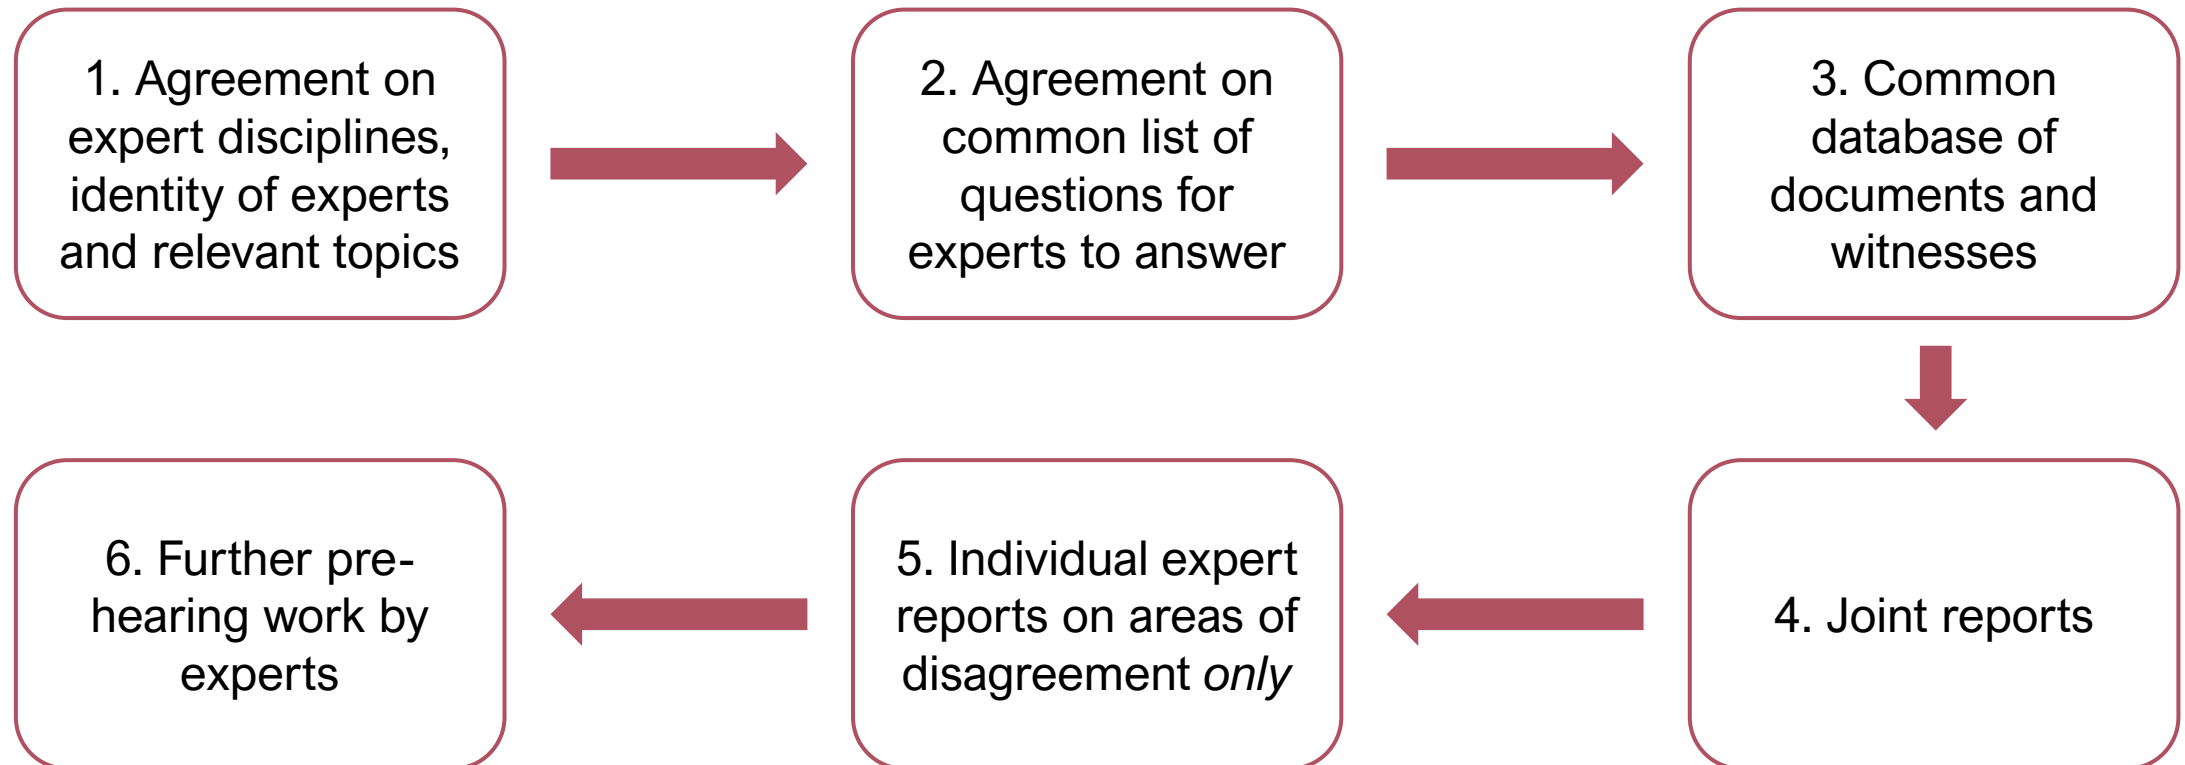 1. Agreement on
expert disciplines,
identity of experts
and relevant topics
2. Agreement on
common list of
questions for
experts to answer
3. Common
database of
documents and
witnesses
4. Joint reports
5. Individual expert
reports on areas of
disagreement only
6. Further pre-
hearing work by
experts